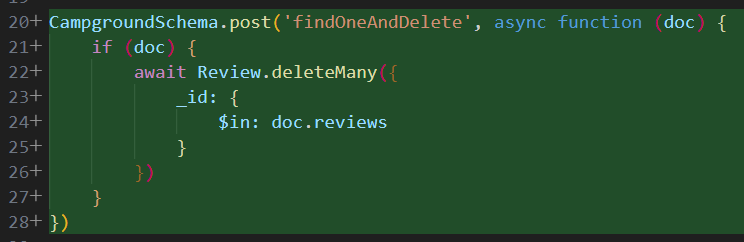 20+ CampgroundSchema.post('findOneAndDelete', async function (doc) {
21+     if (doc) {
22+         await Review.deleteMany({
23+             _id: {
24+                 $in: doc.reviews
25+             }
26+         })
27+     }
28+ })